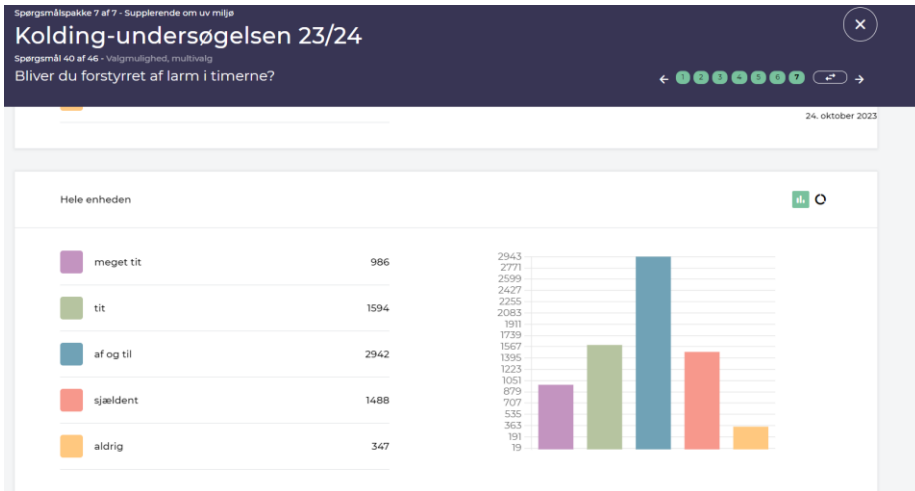 Spørgsmålspakke 7 af 7 - Supplerende om uv miljø
Kolding-undersøgelsen 23/24
Spørgsmål 40 af 46 - Valgmulighed, multivalg
Bliver du forstyrret af larm i timerne?
1 2 3 4 5 6 7
24. oktober 2023
Hele enheden
meget tit 986
tit 1594
af og til 2942
sjældent 1488
aldrig 347
2943
2771
2599
2427
2255
2083
1911
1739
1567
1395
1223
1051
879
707
535
363
191
19